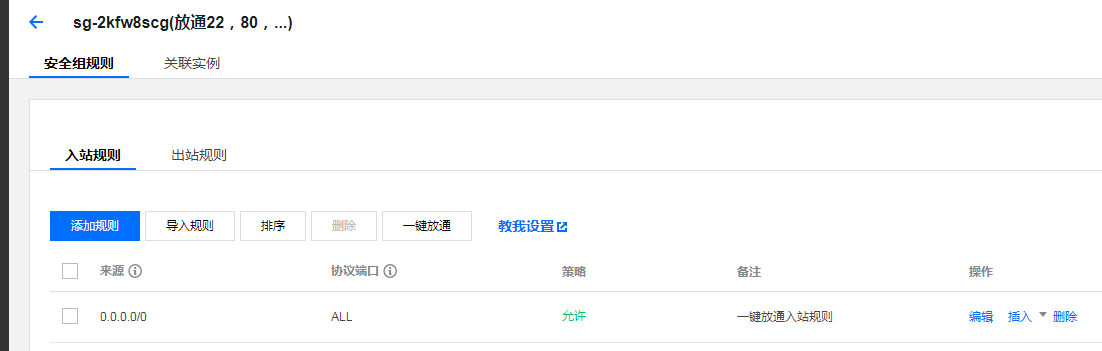 sg-2kfw8scg(放通22，80，...)
安全组规则 关联实例
入站规则 出站规则
添加规则 导入规则 排序 删除 一键放通 教我设置
来源 协议端口 策略 备注 操作
0.0.0.0/0 ALL 允许 一键放通入站规则 编辑 插入 删除